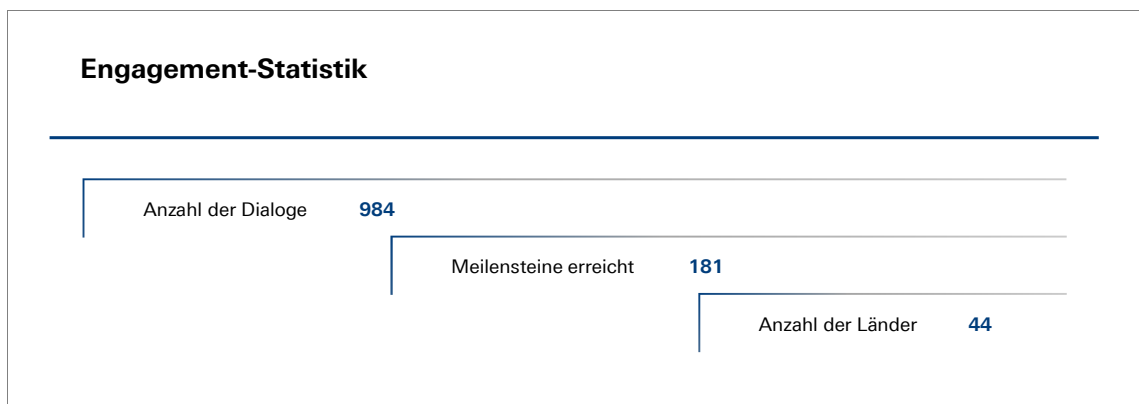 Engagement-Statistik
Anzahl der Dialoge 984
Meilensteine erreicht 181
Anzahl der Länder 44